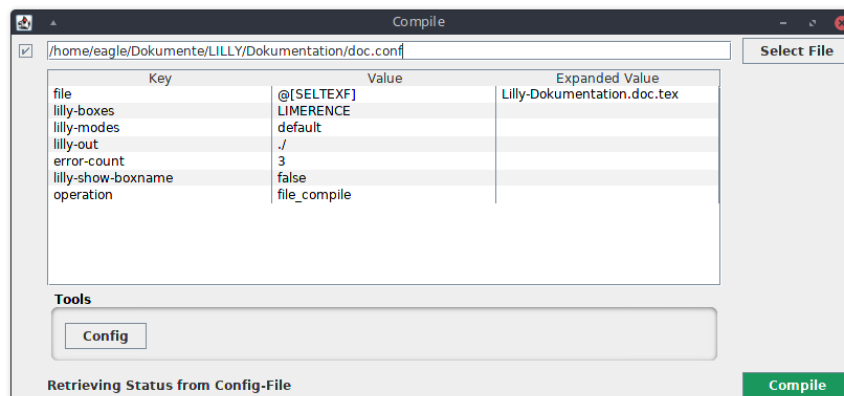 Compile
/home/eagle/Dokumente/LILLY/Dokumentation/doc.conf
Select File
Key Value Expanded Value
file @[SELTEXF] Lilly-Dokumentation.doc.tex
lilly-boxes LIMERENCE
lilly-modes default
lilly-out ./
error-count 3
lilly-show-boxname false
operation file_compile
Tools
Config
Retrieving Status from Config-File
Compile